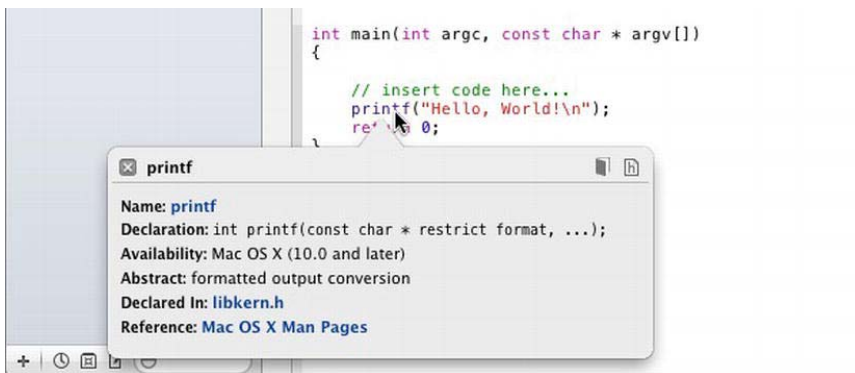 int main(int argc, const char * argv[])
{
// insert code here...
printf("Hello, World!\n");
return 0;
}
printf
h
Name: printf
Declaration: int printf(const char * restrict format, ...);
Availability: Mac OS X (10.0 and later)
Abstract: formatted output conversion
Declared In: libkern.h
Reference: Mac OS X Man Pages